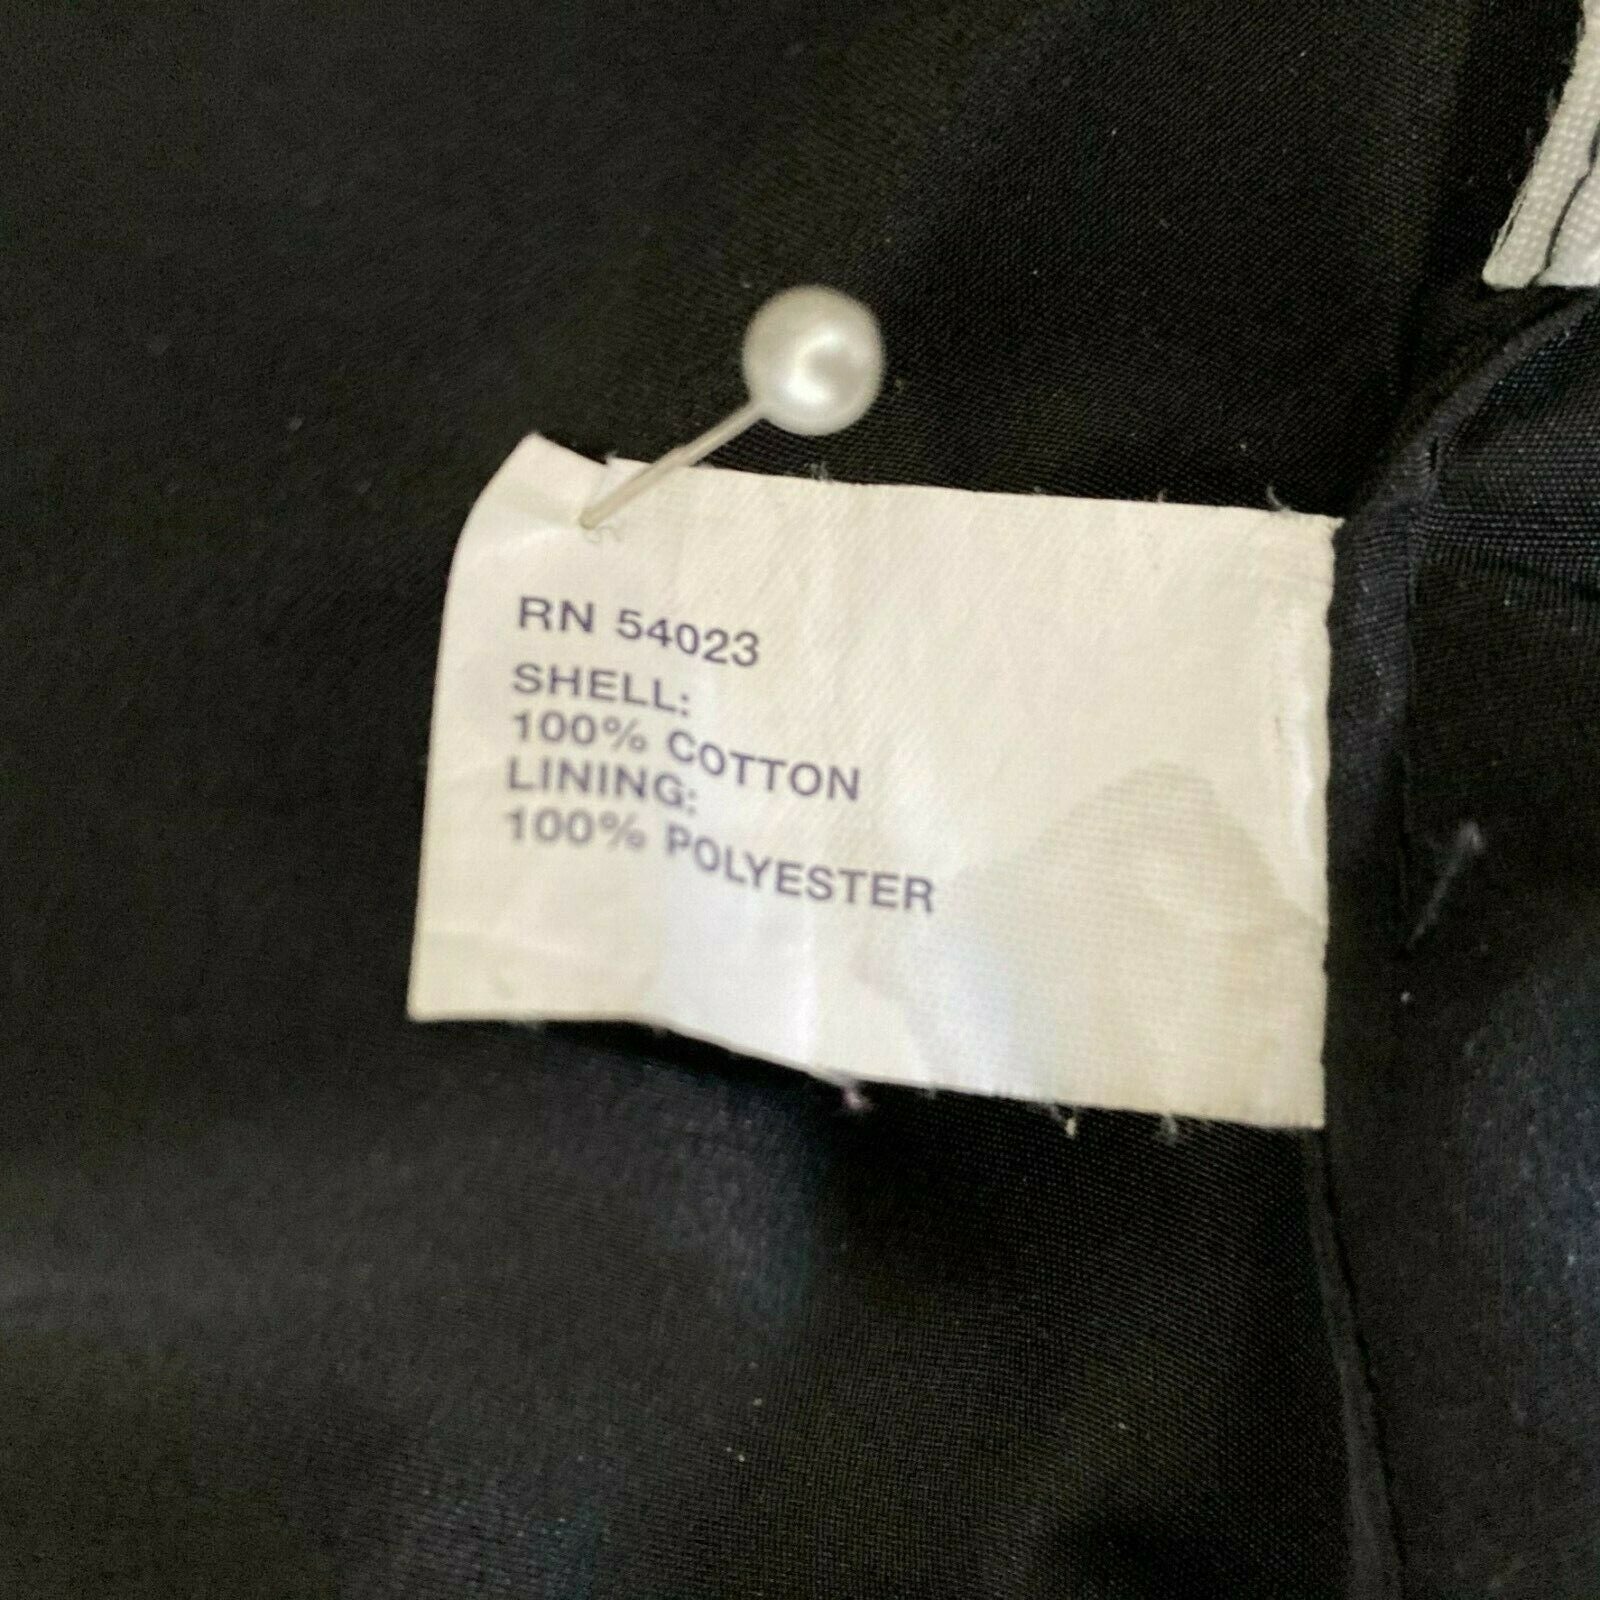 RN 54023
SHELL:
100% COTTON
LINING:
100% POLYESTER